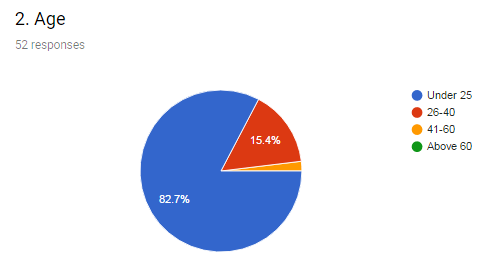 2. Age
52 responses
Under 25
26-40
41-60
Above 60
15.4%
82.7%